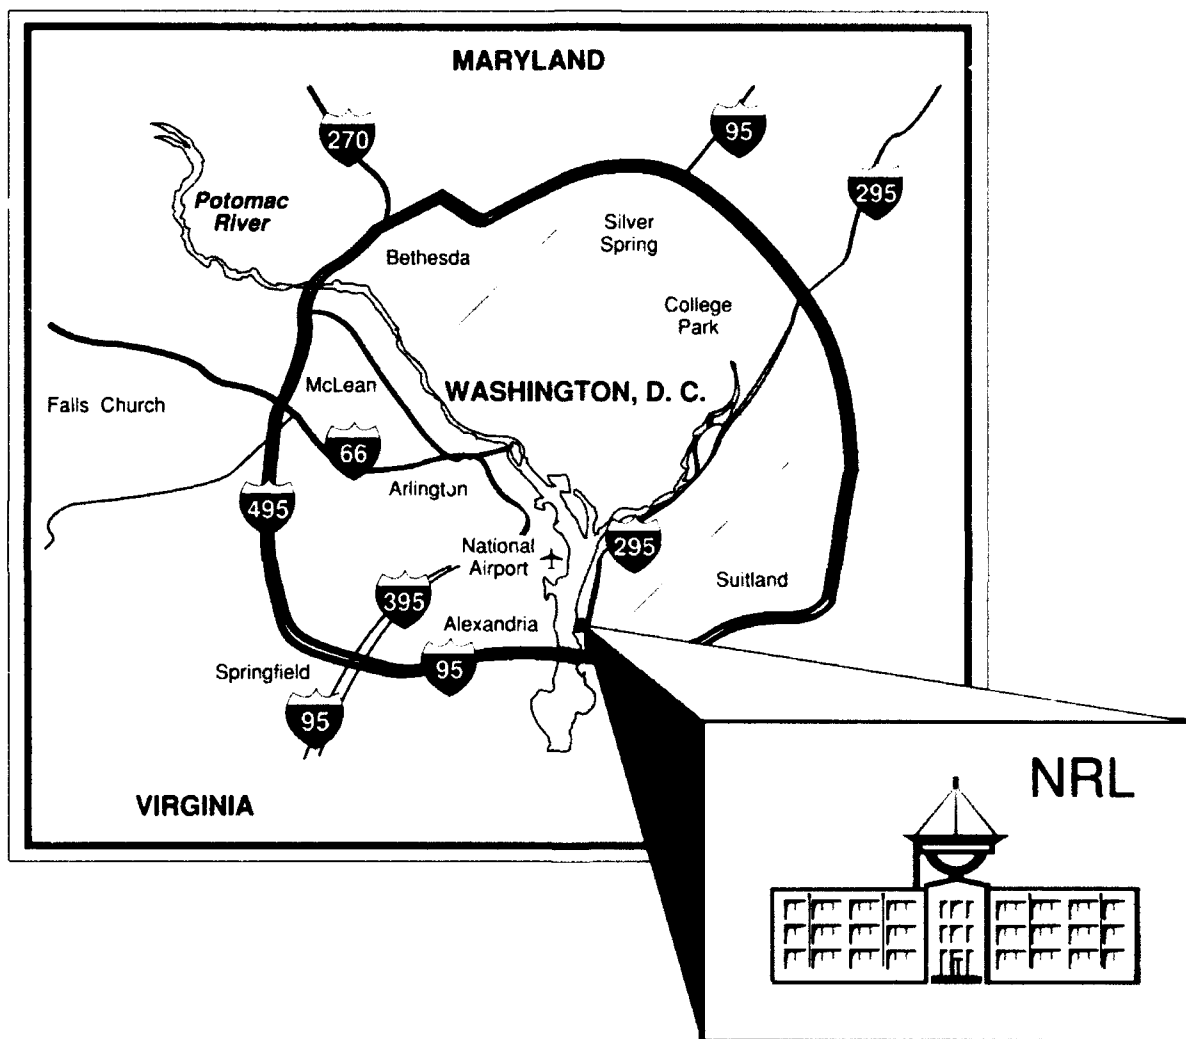 MARYLAND
270
95
295
Potomac
River
Silver
Spring
Bethesda
College
Park
McLean
WASHINGTON, D. C.
Falls Church
66
Arlington
495
National
Airport
295
Suitland
395
Alexandria
Springfield
95
95
NRL
VIRGINIA